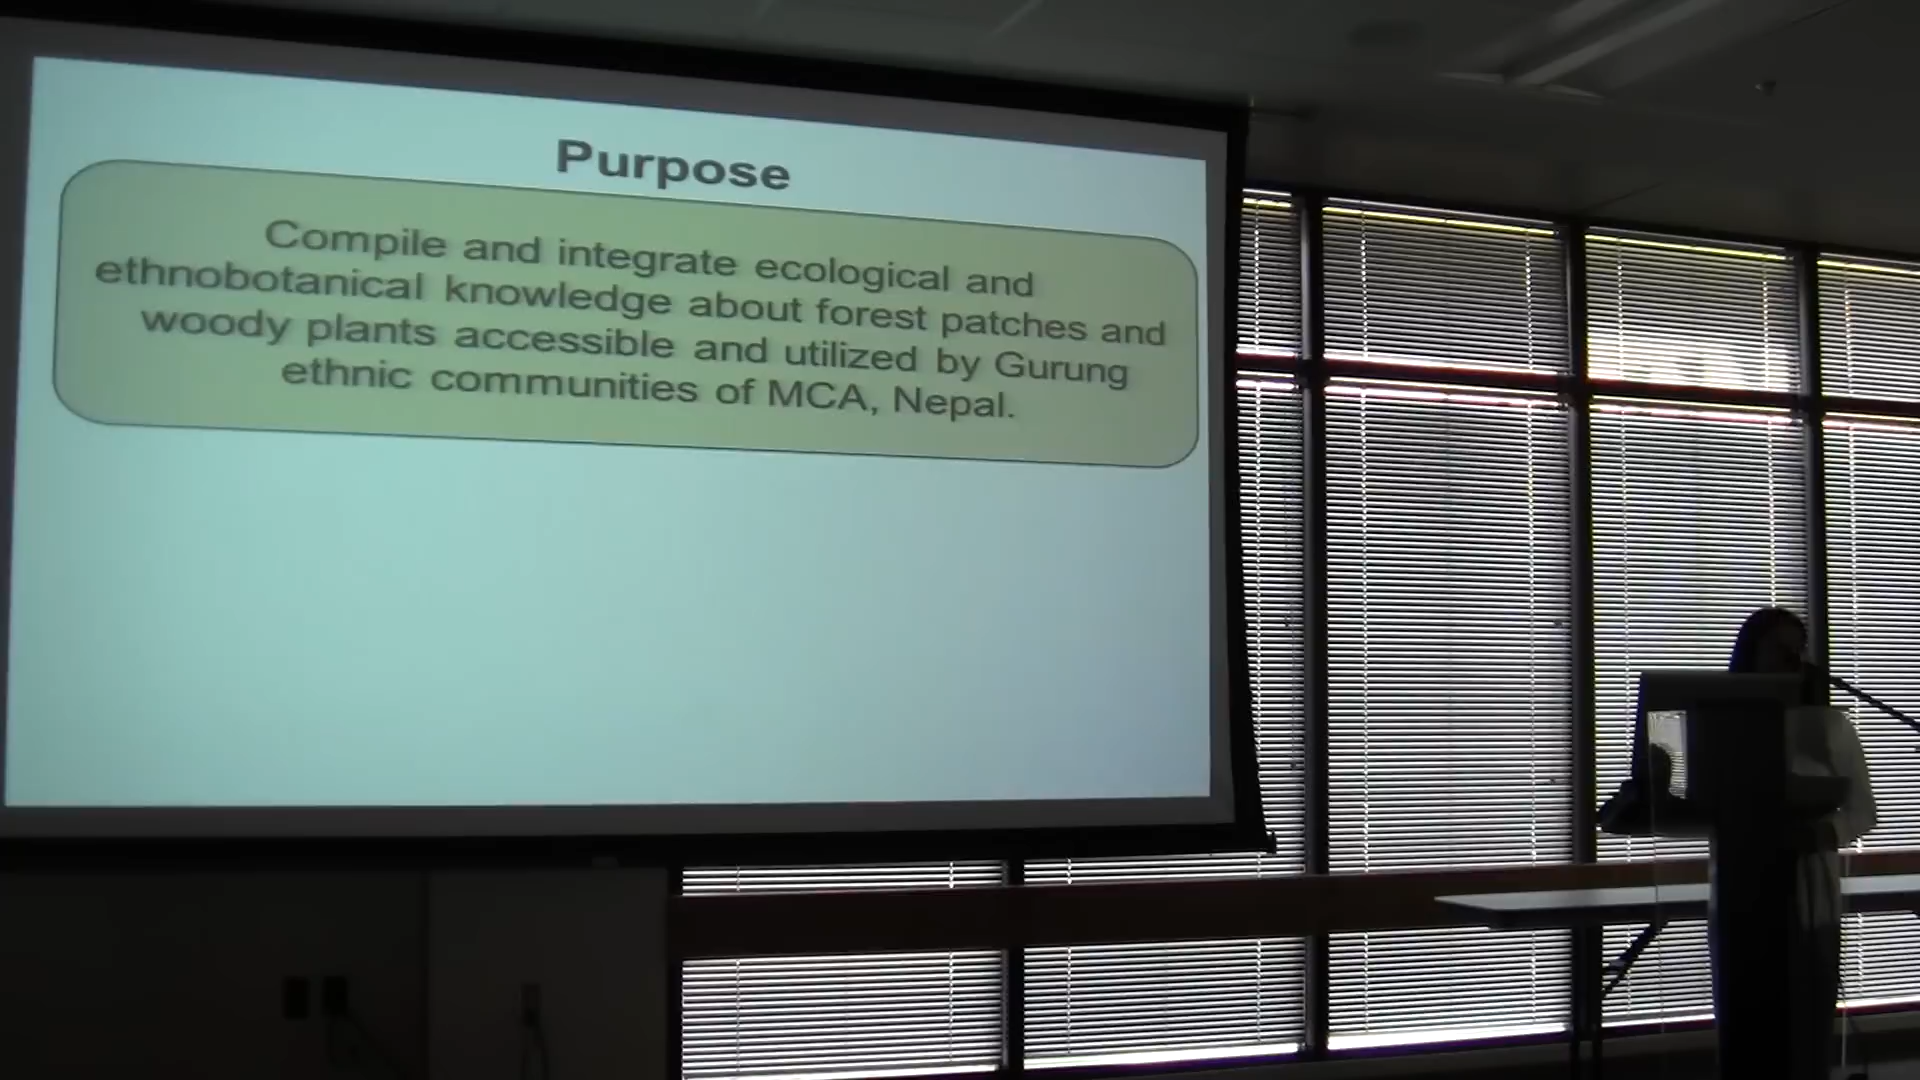 Purpose
Compile and integrate ecological and
ethnobotanical knowledge about forest patches and
woody plants accessible and utilized by Gurung
ethnic communities of MCA, Nepal.